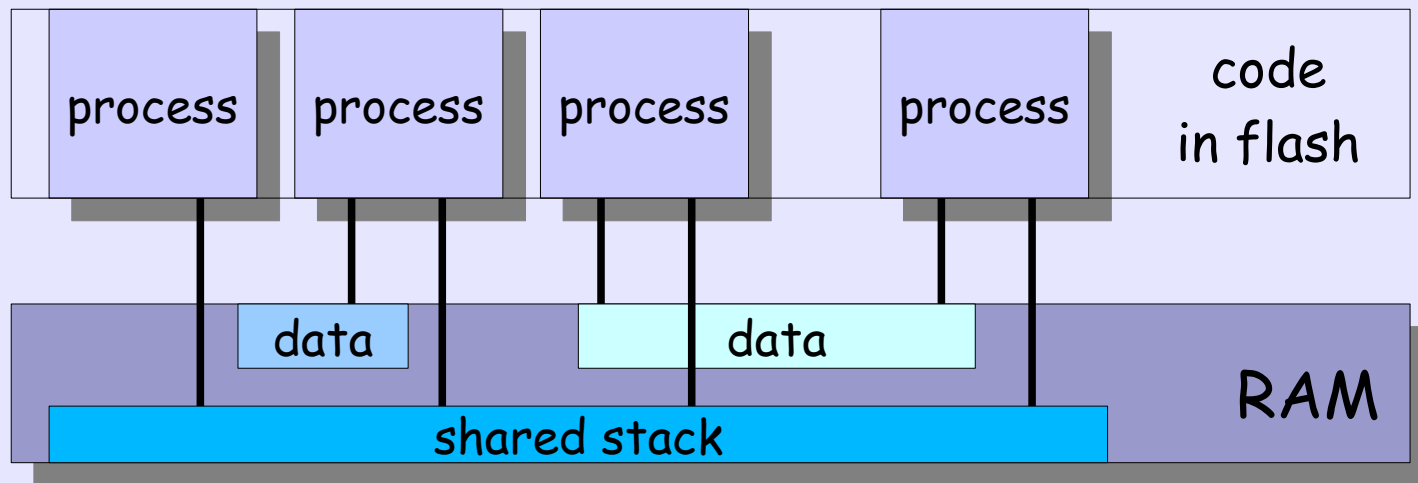 process
process
process
process
code
in flash
data
data
RAM
shared stack